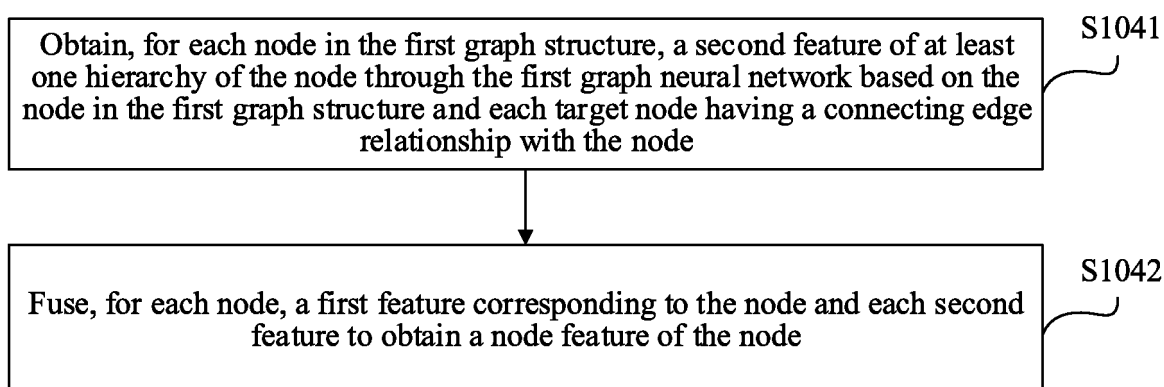 S1041
Obtain, for each node in the first graph structure, a second feature of at least
one hierarchy of the node through the first graph neural network based on the
node in the first graph structure and each target node having a connecting edge
relationship with the node
S1042
Fuse, for each node, a first feature corresponding to the node and each second
feature to obtain a node feature of the node